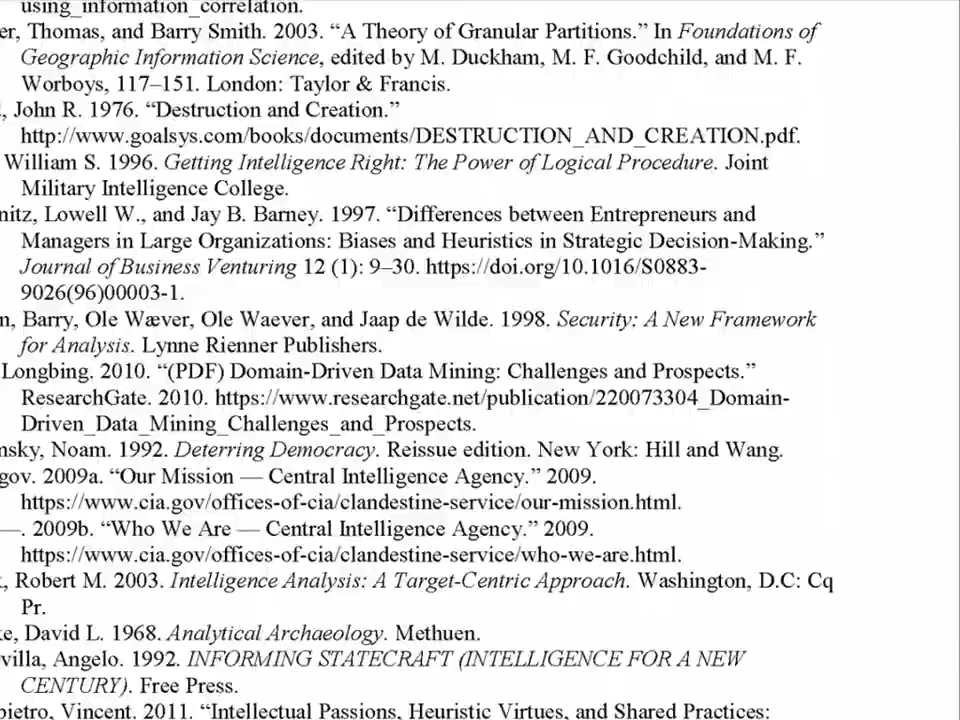 using_information_correlation.
er, Thomas, and Barry Smith. 2003. “A Theory of Granular Partitions.” In Foundations of
Geographic Information Science, edited by M. Duckham, M. F. Goodchild, and M. F.
Worboys, 117–151. London: Taylor & Francis.
, John R. 1976. “Destruction and Creation.”
http://www.goalsys.com/books/documents/DESTRUCTION_AND_CREATION.pdf.
William S. 1996. Getting Intelligence Right: The Power of Logical Procedure. Joint
Military Intelligence College.
nitz, Lowell W., and Jay B. Barney. 1997. “Differences between Entrepreneurs and
Managers in Large Organizations: Biases and Heuristics in Strategic Decision-Making.”
Journal of Business Venturing 12 (1): 9–30. https://doi.org/10.1016/S0883-
9026(96)00003-1.
n, Barry, Ole Wæver, Ole Waever, and Jaap de Wilde. 1998. Security: A New Framework
for Analysis. Lynne Rienner Publishers.
Longbing. 2010. “(PDF) Domain-Driven Data Mining: Challenges and Prospects.”
ResearchGate. 2010. https://www.researchgate.net/publication/220073304_Domain-
Driven_Data_Mining_Challenges_and_Prospects.
nsky, Noam. 1992. Deterring Democracy. Reissue edition. New York: Hill and Wang.
gov. 2009a. “Our Mission — Central Intelligence Agency.” 2009.
https://www.cia.gov/offices-of-cia/clandestine-service/our-mission.html.
—. 2009b. “Who We Are — Central Intelligence Agency.” 2009.
https://www.cia.gov/offices-of-cia/clandestine-service/who-we-are.html.
, Robert M. 2003. Intelligence Analysis: A Target-Centric Approach. Washington, D.C: Cq
Pr.
ke, David L. 1968. Analytical Archaeology. Methuen.
villa, Angelo. 1992. INFORMING STATECRAFT (INTELLIGENCE FOR A NEW
CENTURY). Free Press.
pietro, Vincent. 2011. “Intellectual Passions, Heuristic Virtues, and Shared Practices: